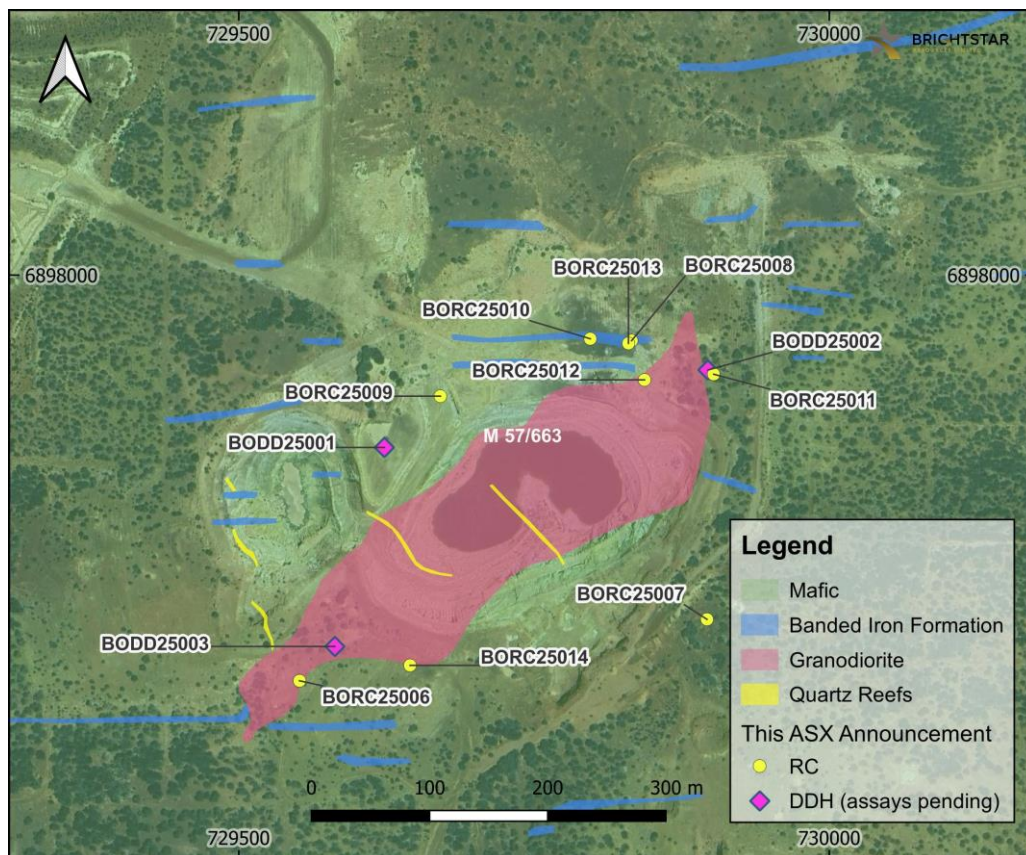 729500
730000
BRICHTSTAR
6898000
6898000
BORC25013
BORC25008
BORC25010
BODD25002
BORC25012
BORC25009
BORC25011
M 57/663
BODD25001
Legend
Mafic
BORC25007
Banded Iron Formation
BODD25003
Granodiorite
BORC25014
BORC25006
Quartz Reefs
This ASX Announcement
RC
0 100 200 300 m
DDH (assays pending)
729500
730000